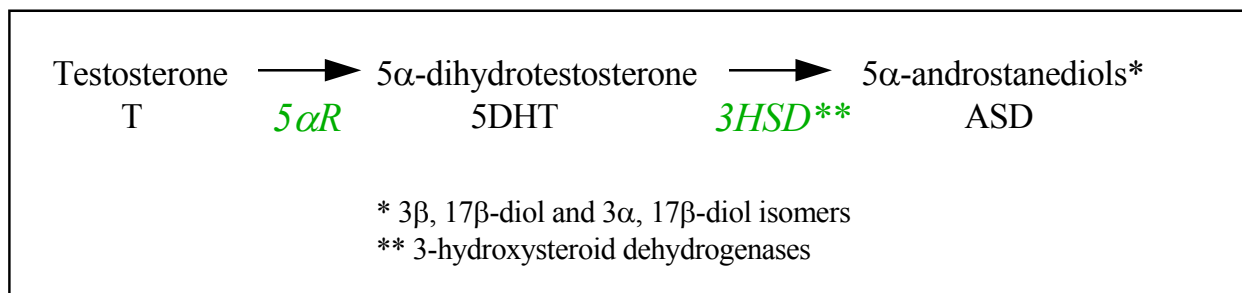 Testosterone 5α-dihydrotestosterone 5α-androstanediols*
T 5αR 5DHT 3HSD** ASD
* 3β, 17β-diol and 3α, 17β-diol isomers
** 3-hydroxysteroid dehydrogenases